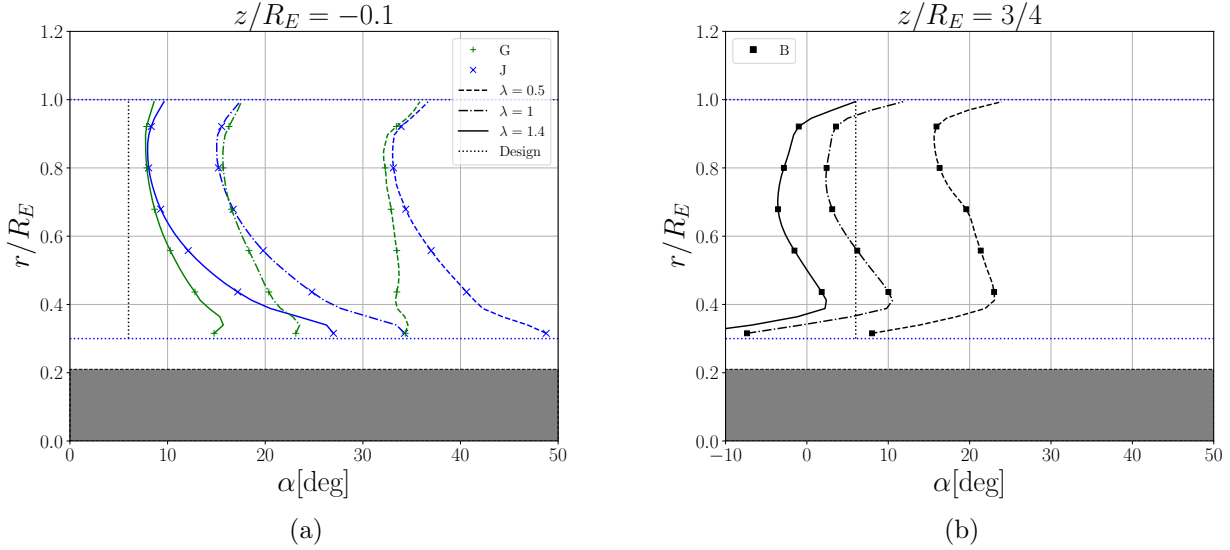 z/R_E = −0.1
1.2
1.0
0.8
0.6
0.4
0.2
0.0
r/R_E
G
J
λ = 0.5
λ = 1
λ = 1.4
Design
0 10 20 30 40 50
α[deg]
(a)
z/R_E = 3/4
1.2
1.0
0.8
0.6
0.4
0.2
0.0
r/R_E
B
−10 0 10 20 30 40 50
α[deg]
(b)